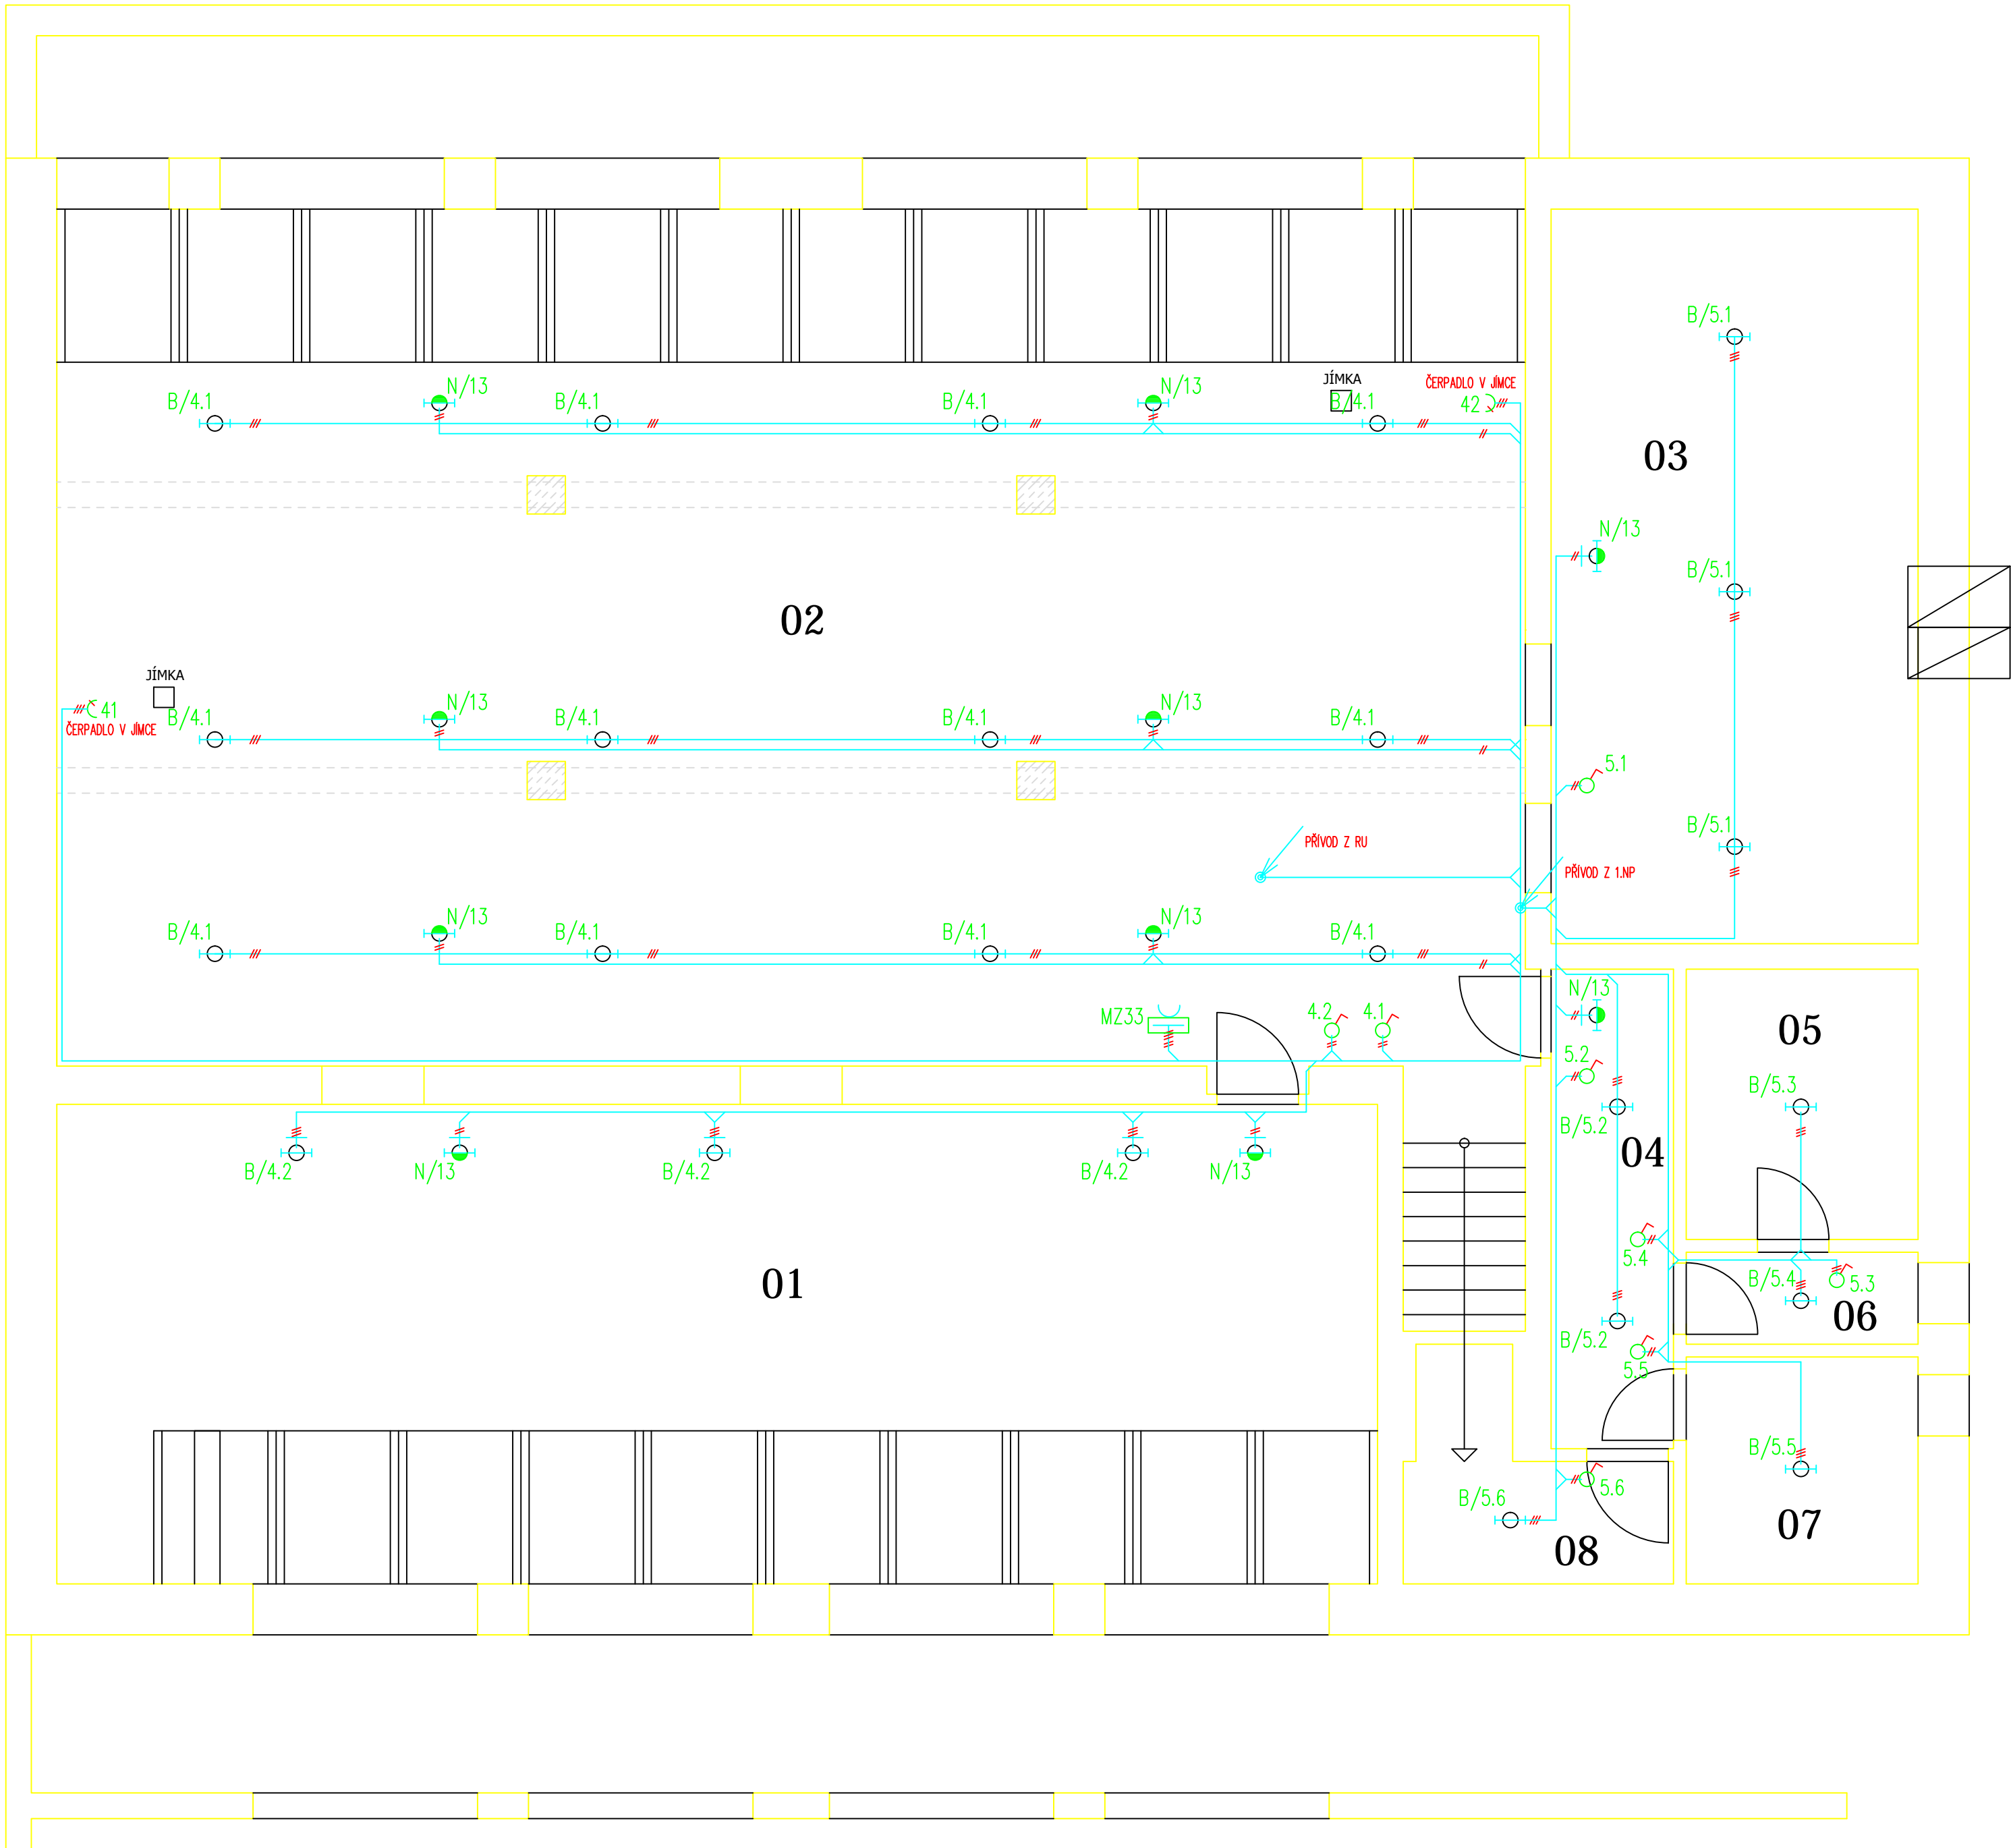 B/5.1
JÍMKA
ČERPADLO V JÍMCE
N/13
N/13
B/4.1
B/4.1
B/4.1
B/4.1
42
03
N/13
B/5.1
02
JÍMKA
41
ČERPADLO V JÍMCE
N/13
N/13
B/4.1
B/4.1
B/4.1
B/4.1
5.1
B/5.1
PŘÍVOD Z RU
PŘÍVOD Z 1.NP
N/13
N/13
B/4.1
B/4.1
B/4.1
B/4.1
N/13
MZ33
4.2
4.1
05
5.2
B/5.3
B/5.2
04
B/4.2
N/13
B/4.2
B/4.2
N/13
5.4
01
B/5.4
5.3
06
B/5.2
5.5
B/5.5
5.6
B/5.6
07
08